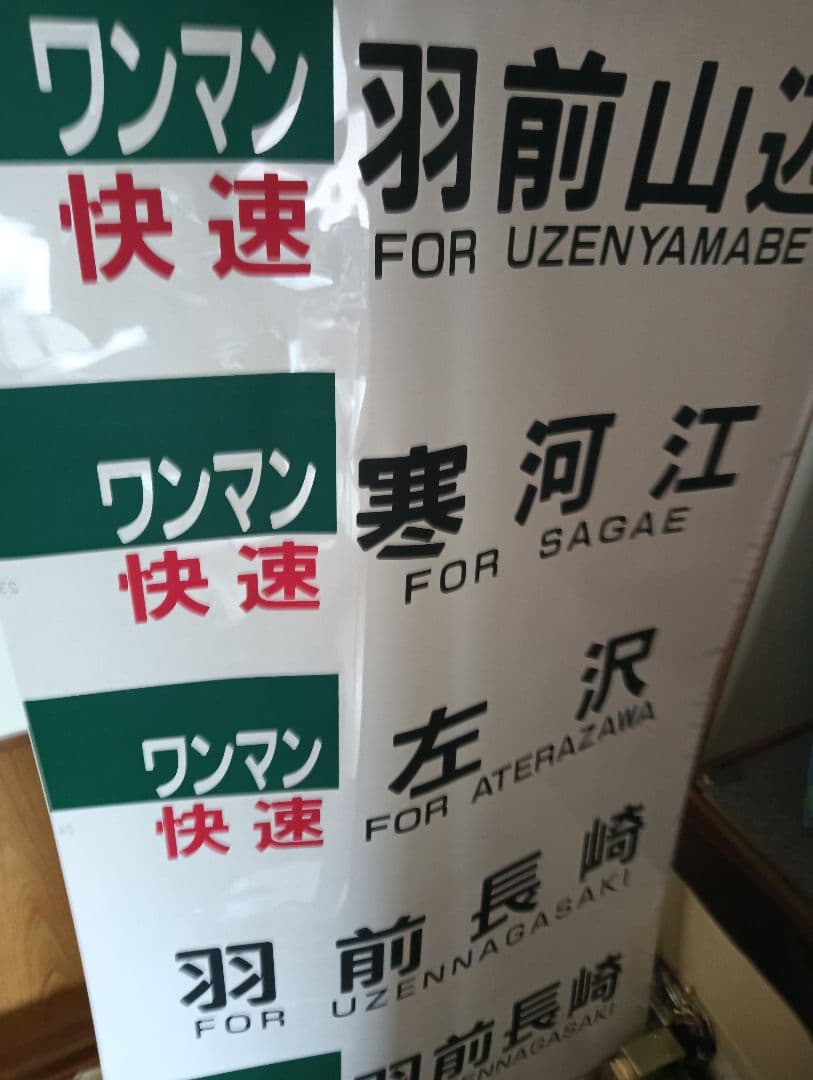 ワンマン
快速
羽前山辺
FOR UZENYAMABE
ワンマン
快速
寒河江
FOR SAGAE
ワンマン
快速
左沢
FOR ATERAZAWA
羽前長崎
FOR UZENNAGASAKI
羽前長崎
ENNAGASAKI